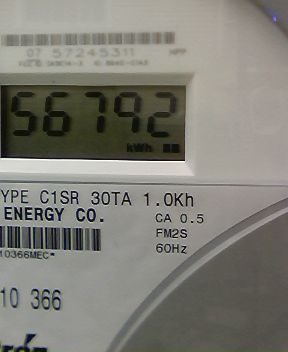 07 57245311 NPP
56792
kWh
YPE C1SR 30TA 1.0Kh
ENERGY CO.
CA 0.5
FM2S
60Hz
10366MEC*
10 366